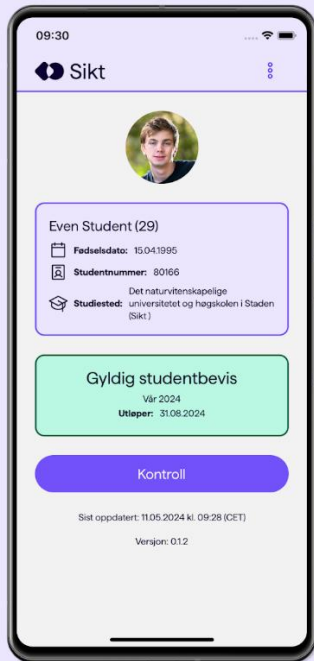 09:30
Sikt
Even Student (29)
Fødselsdato: 15.04.1995
Studentnummer: 80166
Studiested: Det naturvitenskapelige
universitetet og høgskolen i Staden
(Sikt )
Gyldig studentbevis
Vår 2024
Utløper: 31.08.2024
Kontroll
Sist oppdatert: 11.05.2024 kl. 09:28 (CET)
Versjon: 0.1.2